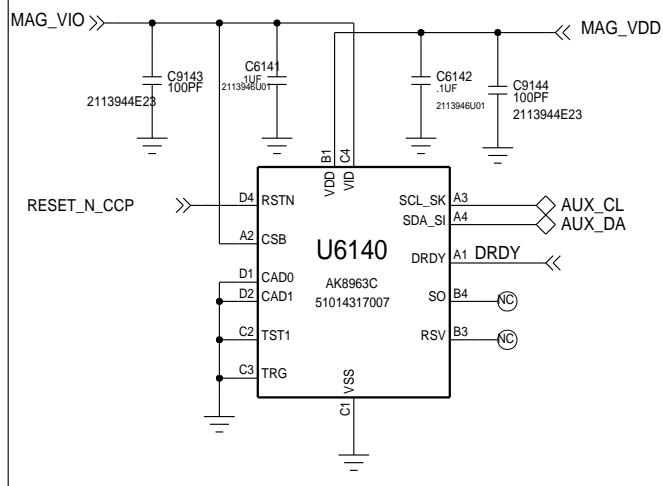 MAG_VIO
MAG_VDD
C9143
100PF
2113944E23
C6141
.1UF
2113946U01
C6142
.1UF
2113946U01
C9144
100PF
2113944E23
B1
C4
VDD
VID
RESET_N_CCP
D4
RSTN
SCL_SK
A3
AUX_CL
SDA_SI
A4
AUX_DA
A2
CSB
U6140
DRDY
A1
DRDY
D1
CAD0
AK8963C
D2
CAD1
51014317007
SO
B4
NC
C2
TST1
RSV
B3
NC
C3
TRG
VSS
C1